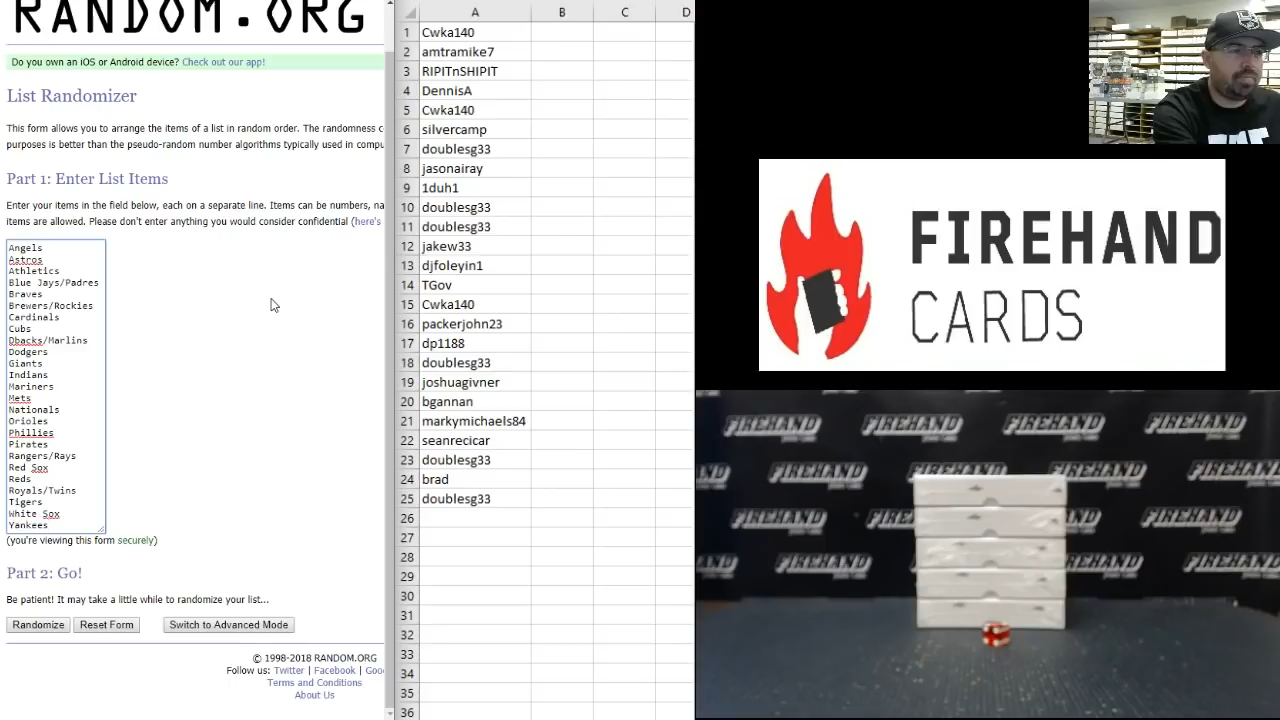 RANDOM.ORG
Do you own an iOS or Android device? Check out our app!
List Randomizer
This form allows you to arrange the items of a list in random order. The randomness c
purposes is better than the pseudo-random number algorithms typically used in compu
Part 1: Enter List Items
Enter your items in the field below, each on a separate line. Items can be numbers, na
items are allowed. Please don't enter anything you would consider confidential (here's
Angels
Astros
Athletics
Blue Jays/Padres
Braves
Brewers/Rockies
Cardinals
Cubs
Dbacks/Marlins
Dodgers
Giants
Indians
Mariners
Mets
Nationals
Orioles
Phillies
Pirates
Rangers/Rays
Red Sox
Reds
Royals/Twins
Tigers
White Sox
Yankees
(you're viewing this form securely)
Part 2: Go!
Be patient! It may take a little while to randomize your list...
Randomize Reset Form Switch to Advanced Mode
© 1998-2018 RANDOM.ORG
Follow us: Twitter | Facebook | Goo
Terms and Conditions
About Us
A B C D
1 Cwka140
2 amtramike7
3 RIPITnSHIPIT
4 DennisA
5 Cwka140
6 silvercamp
7 doublesg33
8 jasonairay
9 1duh1
10 doublesg33
11 doublesg33
12 jakew33
13 djfoleyin1
14 TGov
15 Cwka140
16 packerjohn23
17 dp1188
18 doublesg33
19 joshuagivner
20 bgannan
21 markymichaels84
22 seanrecicar
23 doublesg33
24 brad
25 doublesg33
26
27
28
29
30
31
32
33
34
35
36
FIREHAND
CARDS
FIREHAND FIREHAND FIREHAND FIREHAND
FIREHAND FIREHAND FIREHAND FIREHAND
FIREHAND FIREHAND FIREHAND